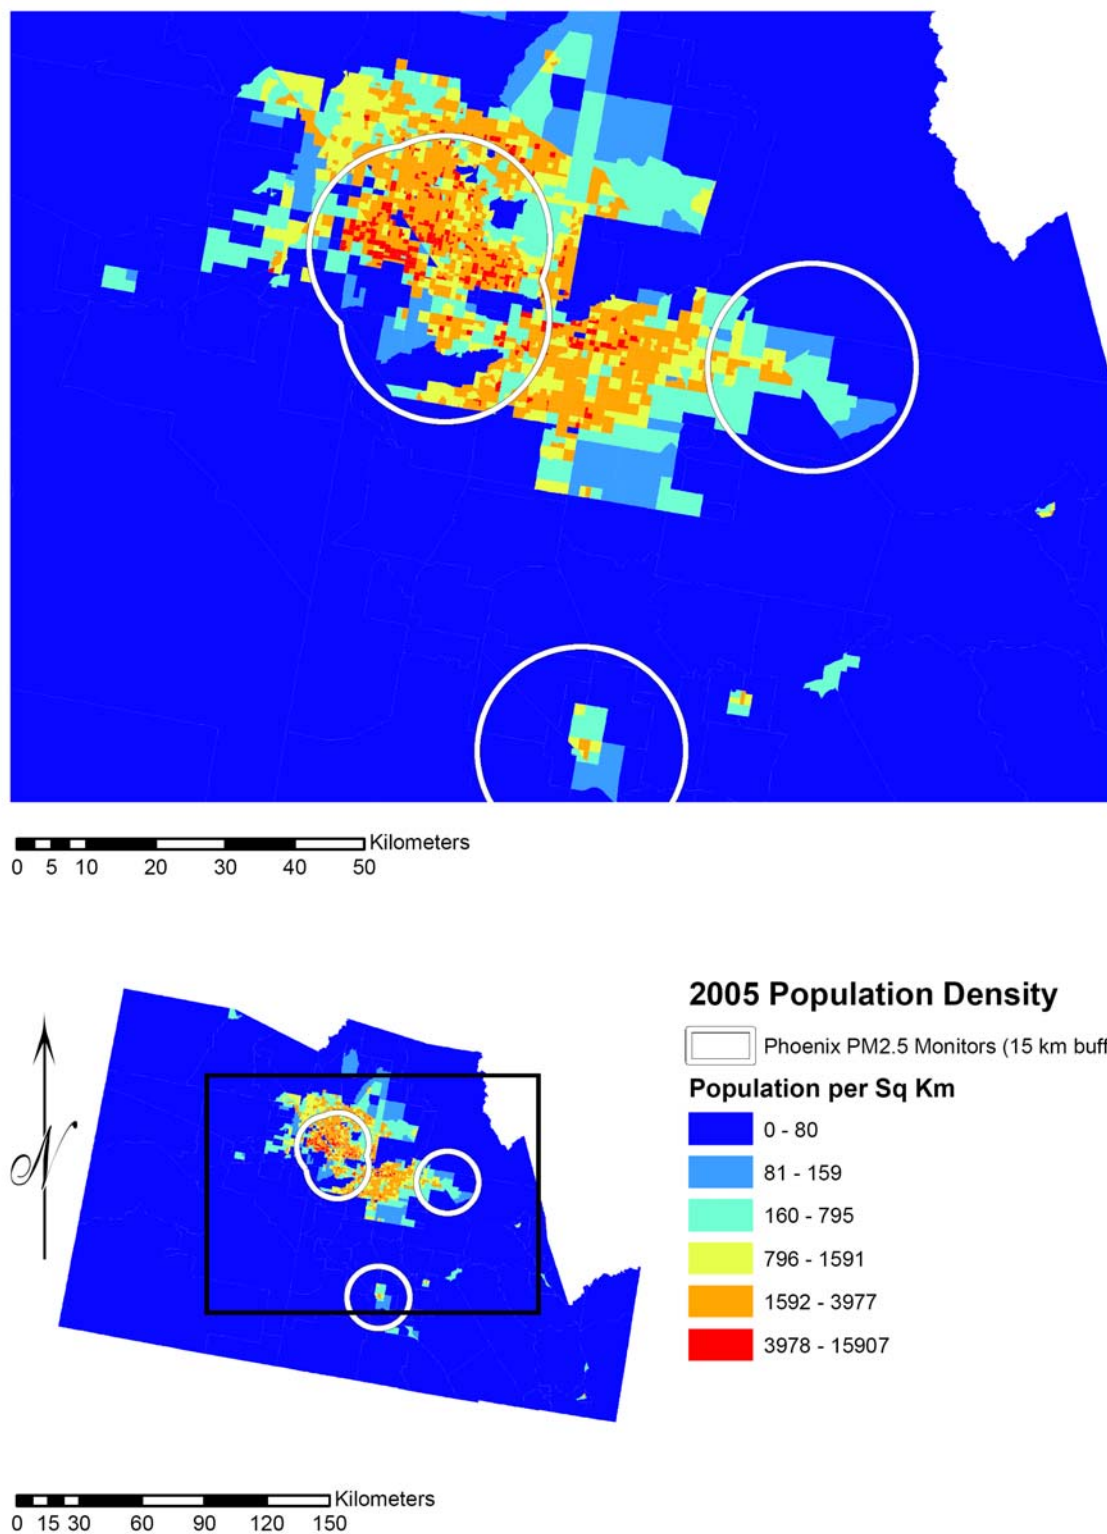 Kilometers
0 5 10 20 30 40 50
2005 Population Density
Phoenix PM2.5 Monitors (15 km buff
Population per Sq Km
0 - 80
81 - 159
160 - 795
796 - 1591
1592 - 3977
3978 - 15907
N
Kilometers
0 15 30 60 90 120 150